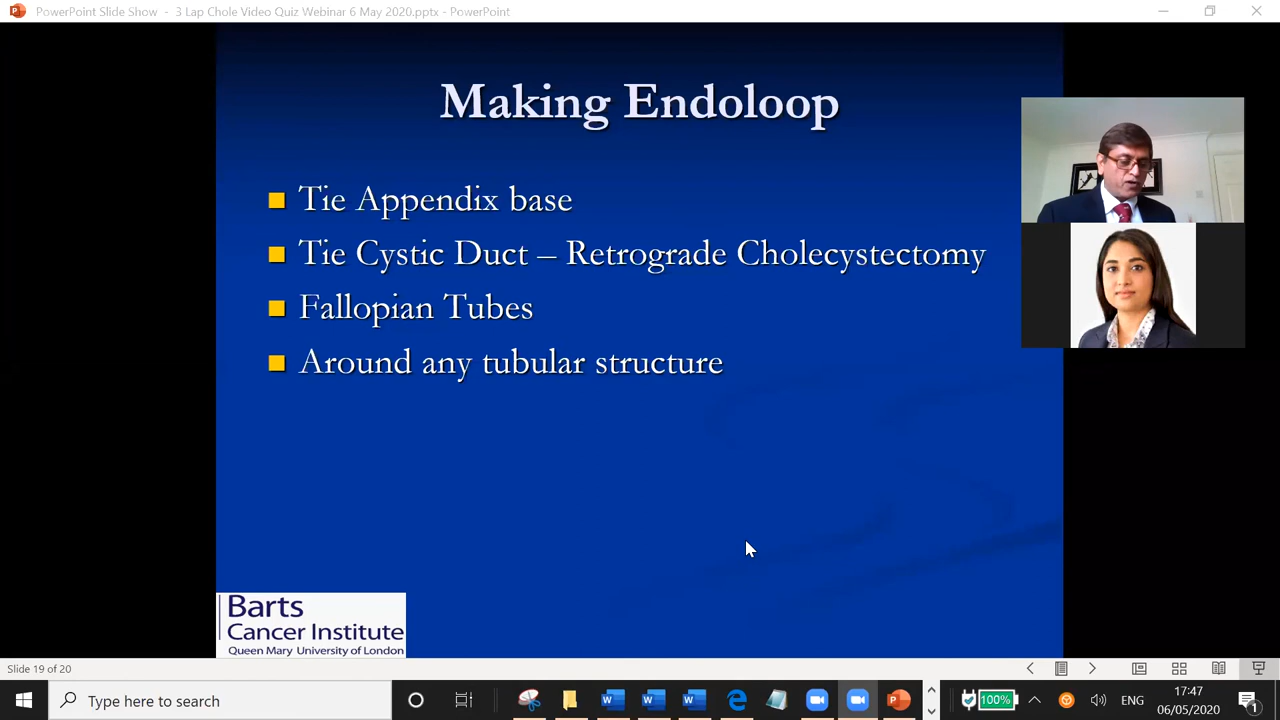 PowerPoint Slide Show - 3 Lap Chole Video Quiz Webinar 6 May 2020.pptx - PowerPoint
Making Endoloop
Tie Appendix base
Tie Cystic Duct – Retrograde Cholecystectomy
Fallopian Tubes
Around any tubular structure
Barts
Cancer Institute
Queen Mary University of London
Slide 19 of 20
Type here to search
100%
ENG
17:47
06/05/2020
1